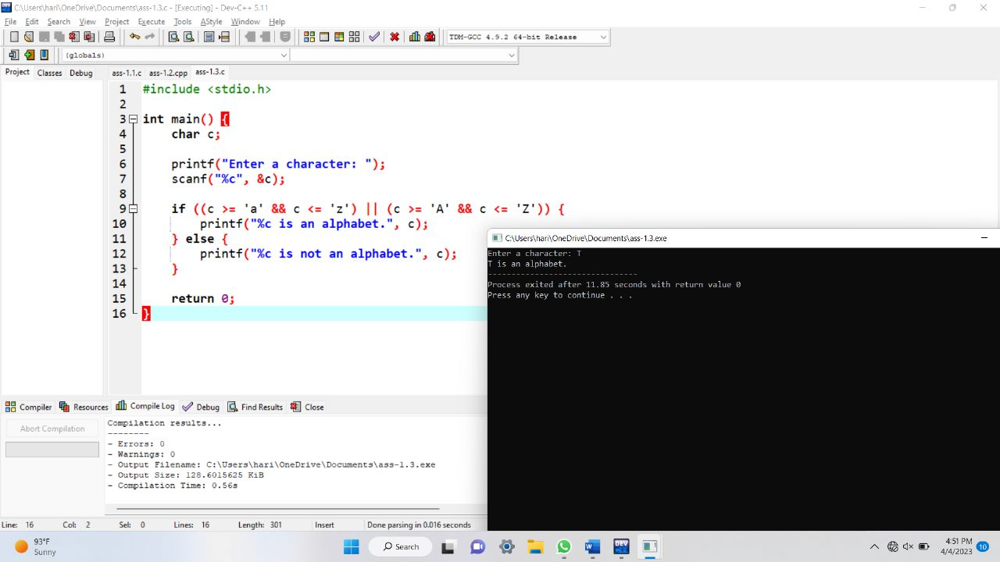 C:\Users\hari\OneDrive\Documents\ass-1.3.c - [Executing] - Dev-C++ 5.11
File Edit Search View Project Execute Tools AStyle Window Help
TDM-GCC 4.9.2 64-bit Release
(globals)
Project Classes Debug
ass-1.1.c ass-1.2.cpp ass-1.3.c
1 #include <stdio.h>
2
3 int main() {
4 char c;
5
6 printf("Enter a character: ");
7 scanf("%c", &c);
8
9 if ((c >= 'a' && c <= 'z') || (c >= 'A' && c <= 'Z')) {
10 printf("%c is an alphabet.", c);
11 } else {
12 printf("%c is not an alphabet.", c);
13 }
14
15 return 0;
16 }
C:\Users\hari\OneDrive\Documents\ass-1.3.exe
Enter a character: T
T is an alphabet.
--------------------------------
Process exited after 11.85 seconds with return value 0
Press any key to continue . . .
Compiler Resources Compile Log Debug Find Results Close
Abort Compilation
Compilation results...
--------
- Errors: 0
- Warnings: 0
- Output Filename: C:\Users\hari\OneDrive\Documents\ass-1.3.exe
- Output Size: 128.6015625 KiB
- Compilation Time: 0.56s
Line: 16 Col: 2 Sel: 0 Lines: 16 Length: 301 Insert Done parsing in 0.016 seconds
93°F
Sunny
Search
DEV
4:51 PM
4/4/2023
10